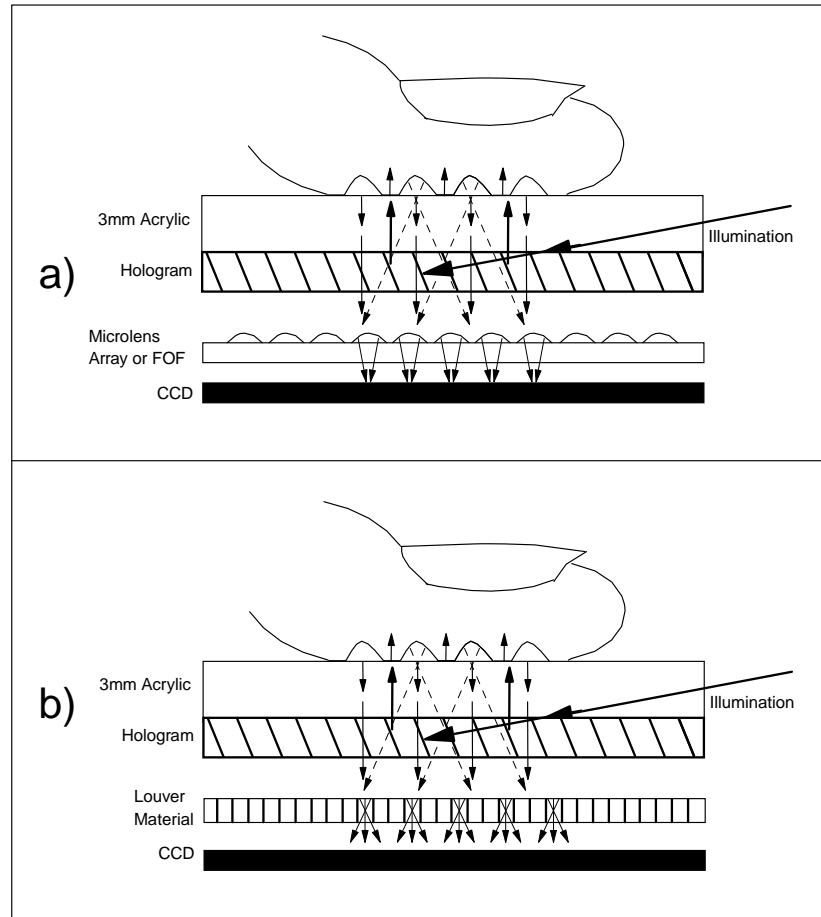 3mm Acrylic
Illumination
a)
Hologram
Microlens
Array or FOF
CCD
3mm Acrylic
Illumination
b)
Hologram
Louver
Material
CCD